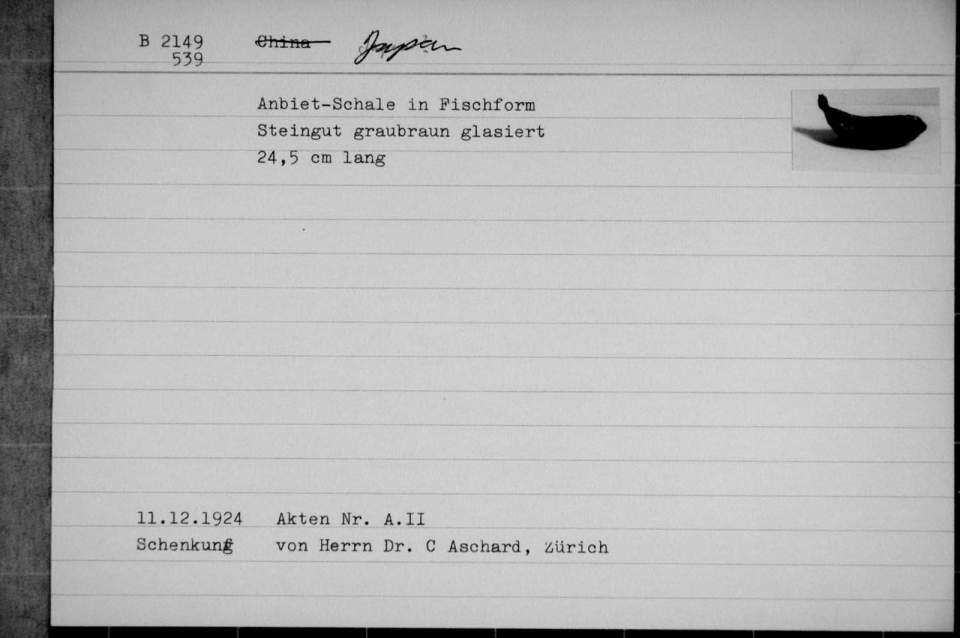 B 2149 China Japan
539
Anbiet-Schale in Fischform
Steingut graubraun glasiert
24,5 cm lang
11.12.1924 Akten Nr. A.II
Schenkung von Herrn Dr. C Aschard, Zürich